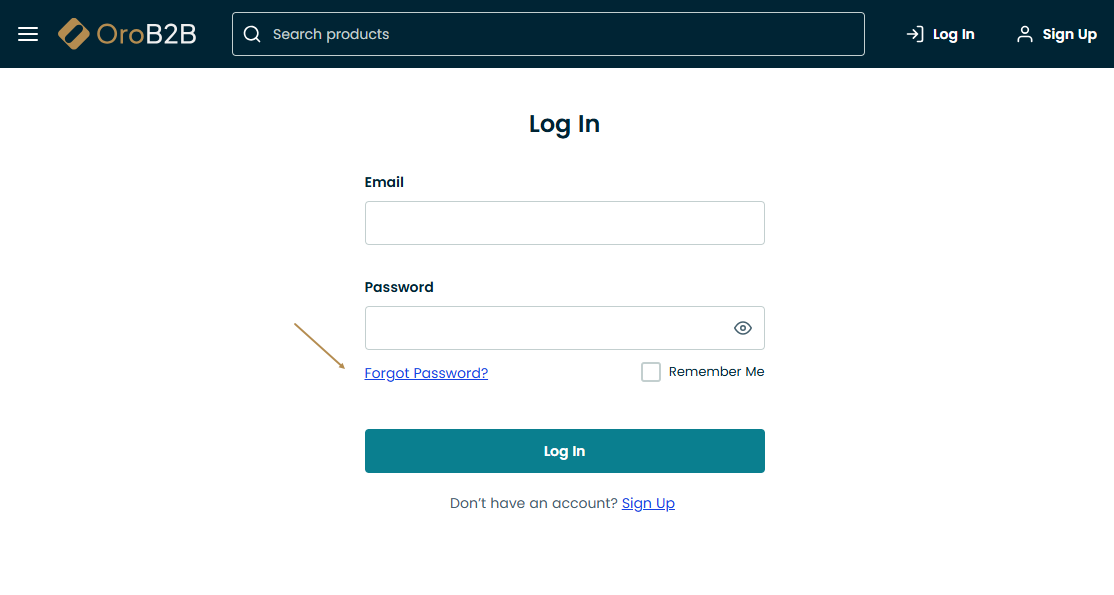 OroB2B
Search products
Log In
Sign Up
Log In
Email
Password
Forgot Password?
Remember Me
Log In
Don't have an account? Sign Up